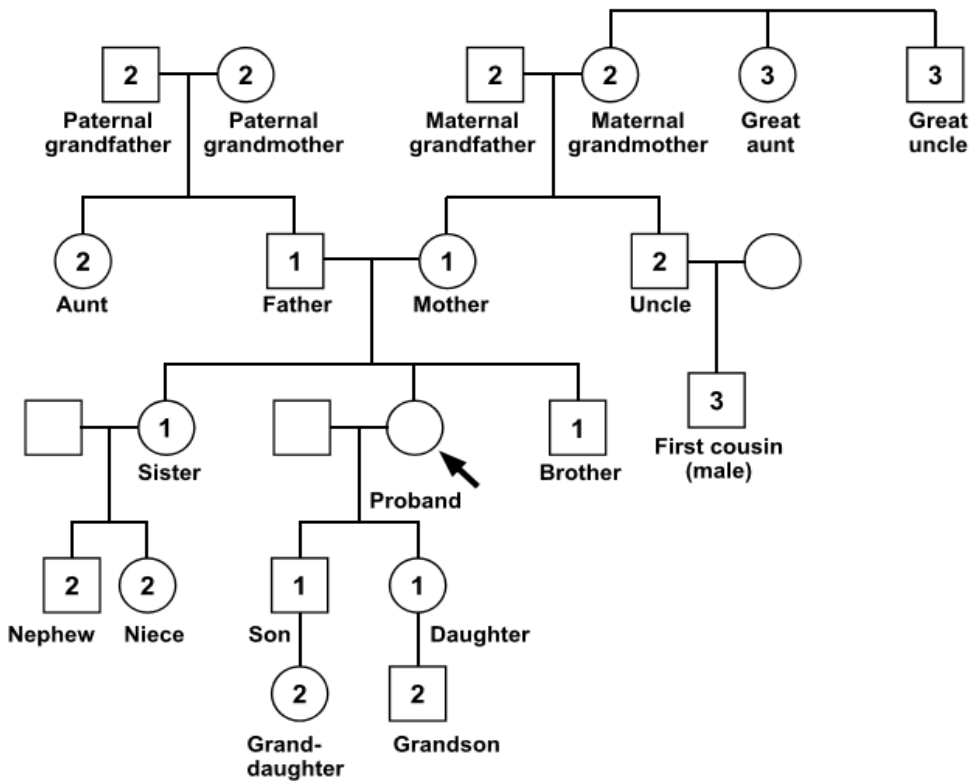 2 2 2 2 3 3
Paternal grandfather
Paternal grandmother
Maternal grandfather
Maternal grandmother
Great aunt
Great uncle
2 1 1 2
Aunt Father Mother Uncle
3
First cousin
(male)
1 1
Sister
Proband
Brother
2 2 1 1
Nephew Niece Son Daughter
2 2
Grand-
daughter
Grandson